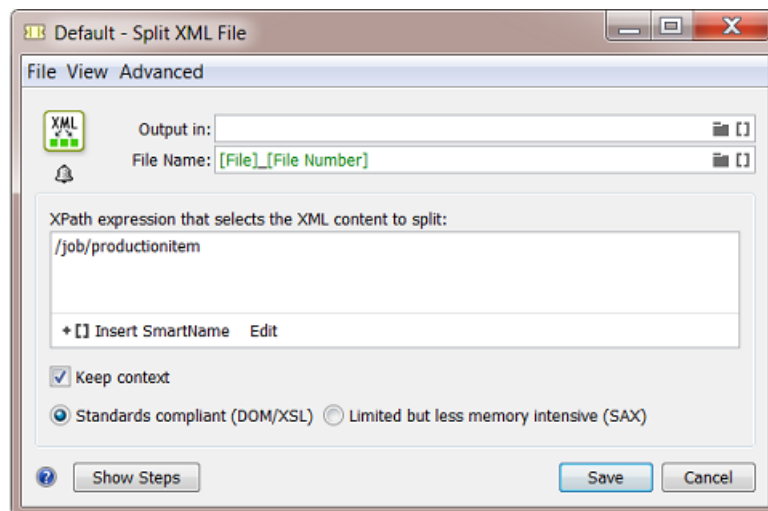 Default - Split XML File
File View Advanced
XML
Output in:
File Name: [File]_[File Number]
XPath expression that selects the XML content to split:
/job/productionitem
+[] Insert SmartName Edit
Keep context
Standards compliant (DOM/XSL) Limited but less memory intensive (SAX)
? Show Steps Save Cancel